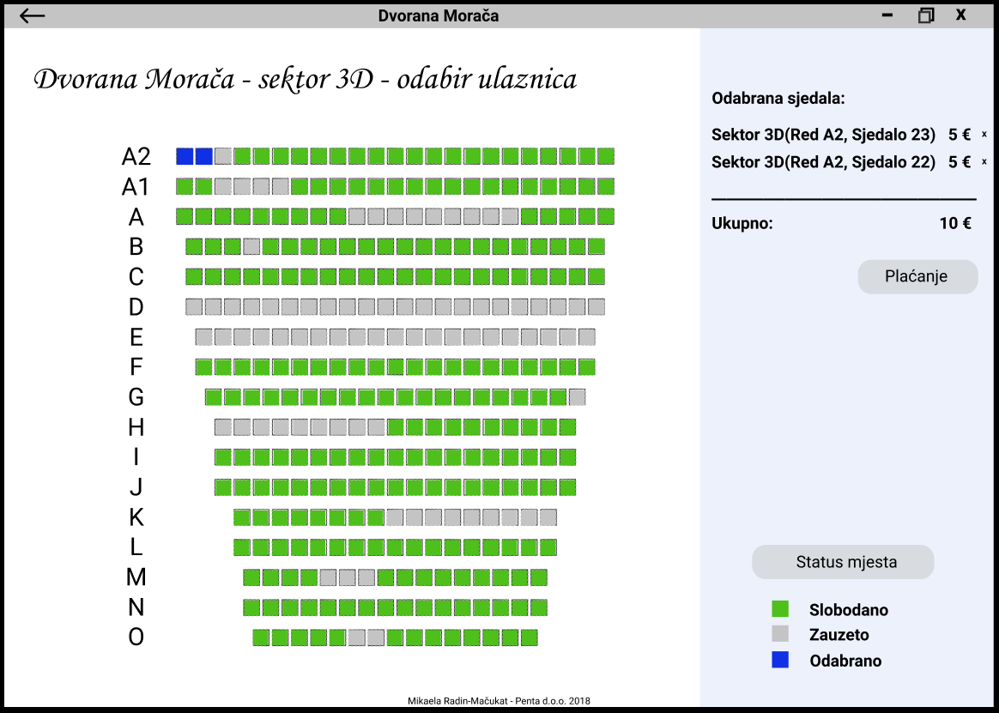 Dvorana Morača
X
Dvorana Morača - sektor 3D - odabir ulaznica
A2
A1
A
B
C
D
E
F
G
H
I
J
K
L
M
N
O
Odabrana sjedala:
Sektor 3D(Red A2, Sjedalo 23) 5 € x
Sektor 3D(Red A2, Sjedalo 22) 5 € x
Ukupno: 10 €
Plaćanje
Status mjesta
Slobodano
Zauzeto
Odabrano
Mikaela Radin-Mačukat - Penta d.o.o. 2018